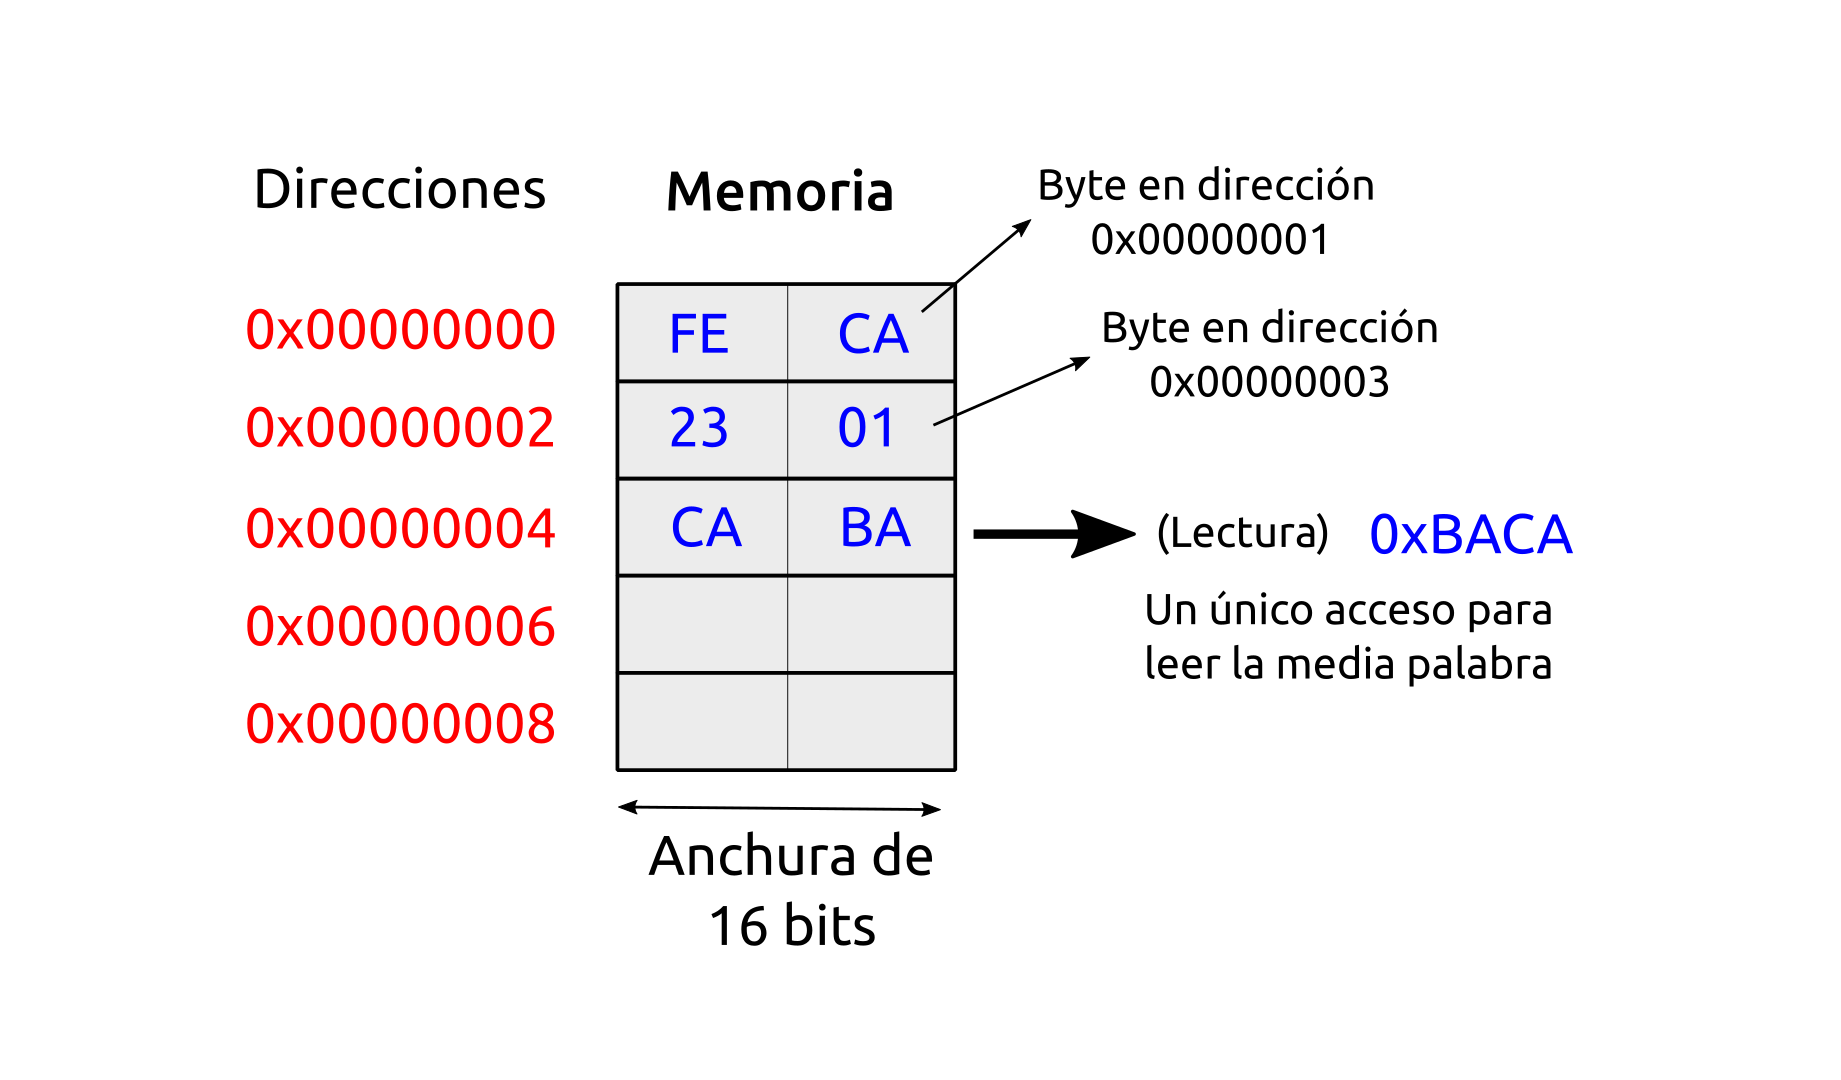 Direcciones
Memoria
Byte en dirección
0x00000001
0x00000000
FE
CA
Byte en dirección
0x00000003
0x00000002
23
01
0x00000004
CA
BA
(Lectura)
0xBACA
Un único acceso para
leer la media palabra
0x00000006
0x00000008
Anchura de
16 bits